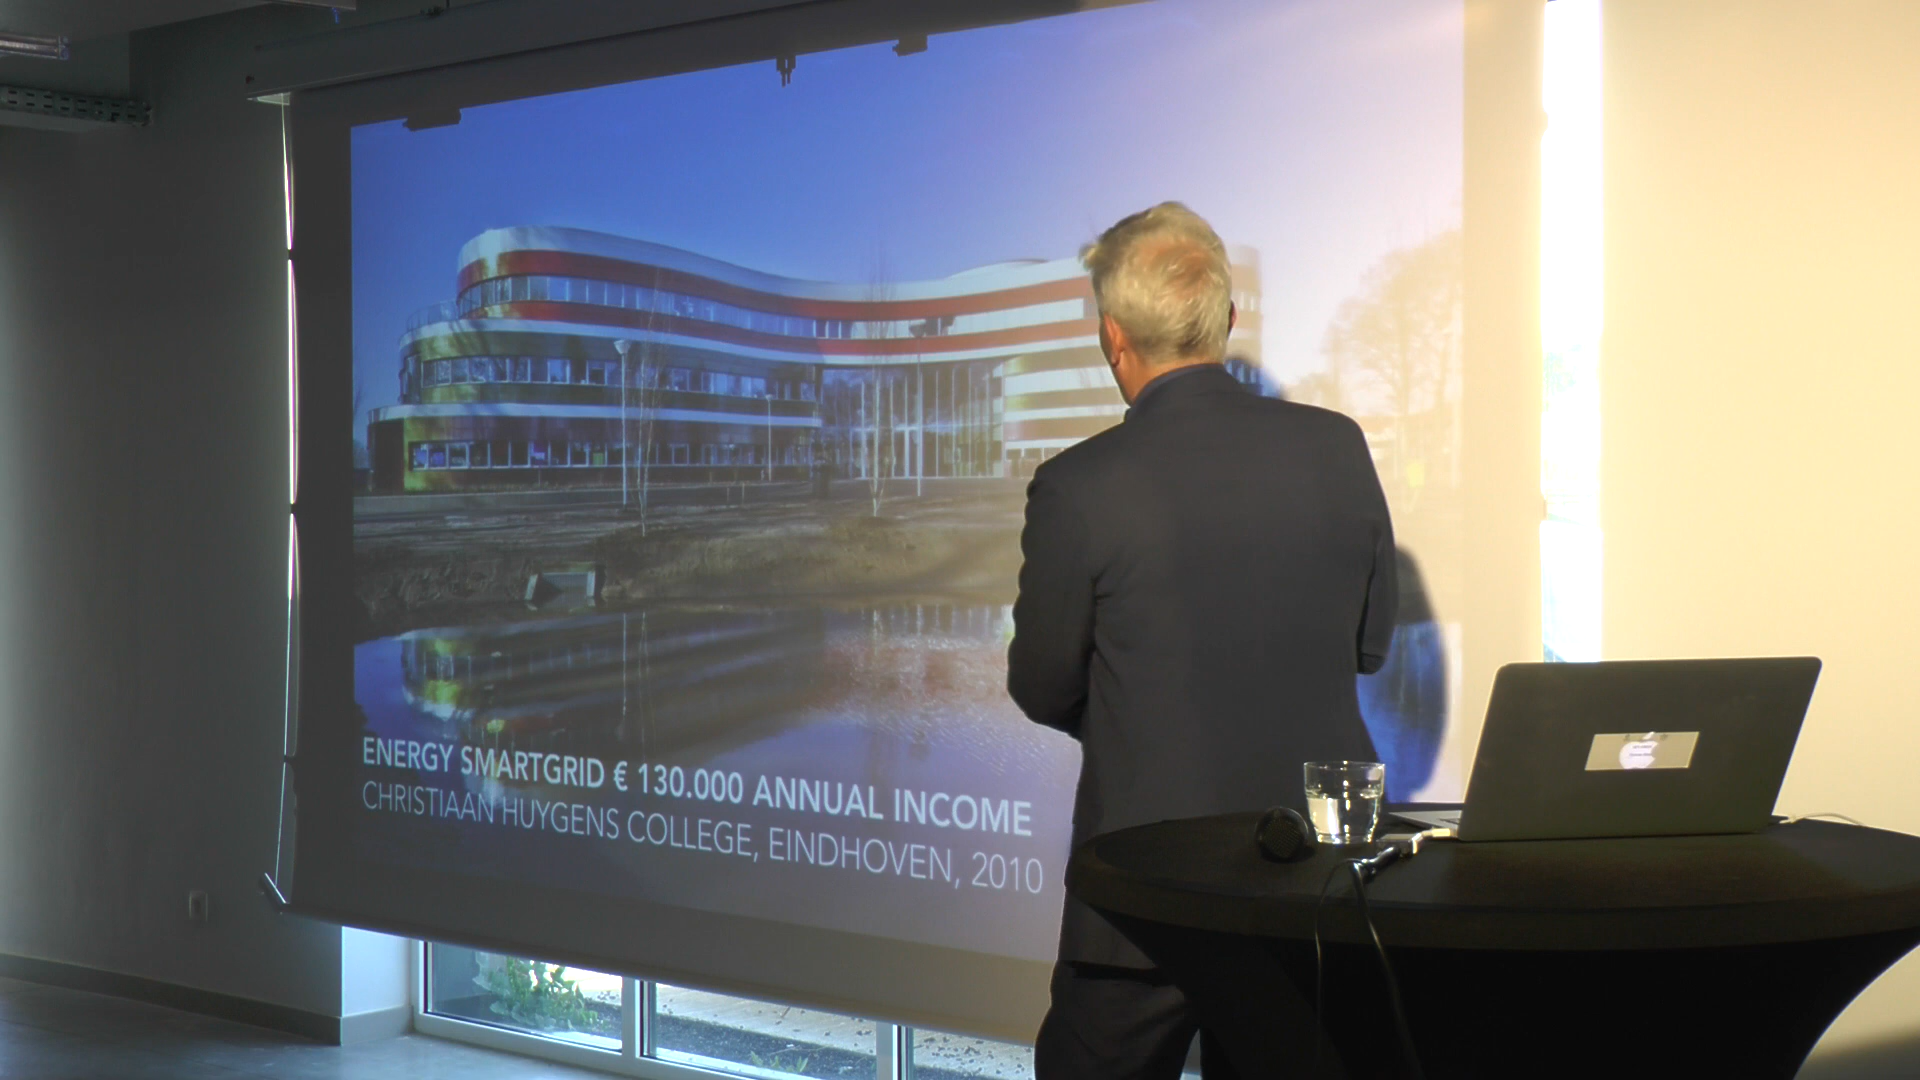 ENERGY SMARTGRID € 130.000 ANNUAL INCOME
CHRISTIAAN HUYGENS COLLEGE, EINDHOVEN, 2010